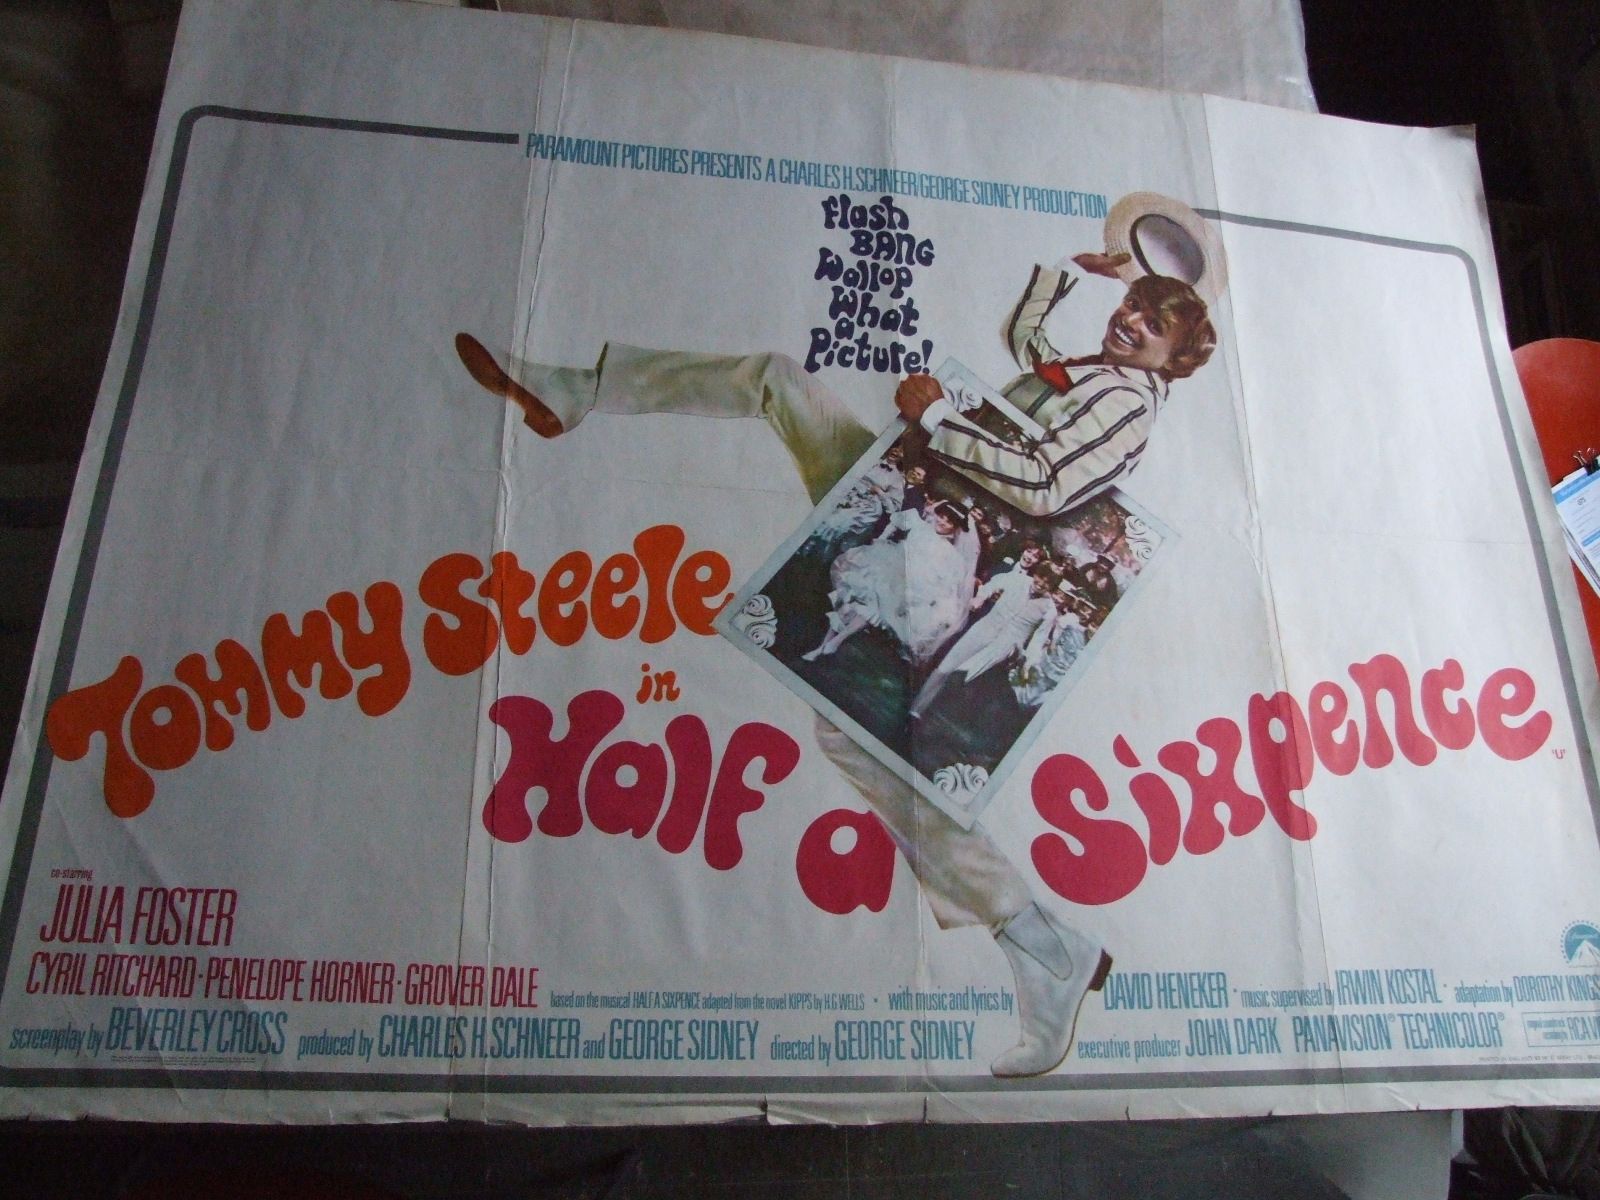 PARAMOUNT PICTURES PRESENTS A CHARLES H. SCHNEER/GEORGE SIDNEY PRODUCTION
flash
BANG
Wallop
What
a
Picture!
Tommy Steele
in
Half a Sixpence
'U'
co-starring
JULIA FOSTER
CYRIL RITCHARD · PENELOPE HORNER · GROVER DALE based on the musical HALF A SIXPENCE adapted from the novel KIPPS by H.G. WELLS · with music and lyrics by DAVID HENEKER · music supervised by IRWIN KOSTAL · adaptation by DOROTHY KINGS
screenplay by BEVERLEY CROSS produced by CHARLES H. SCHNEER and GEORGE SIDNEY directed by GEORGE SIDNEY executive producer JOHN DARK PANAVISION® TECHNICOLOR®
Paramount
RCA